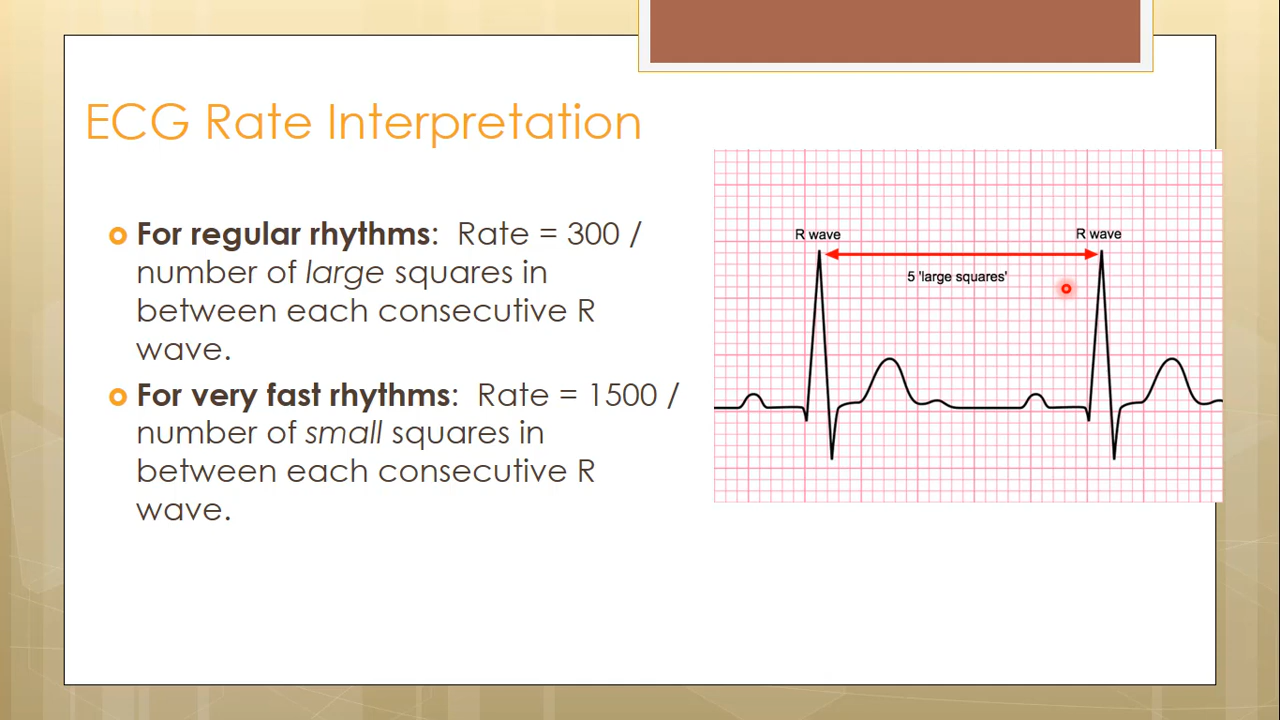 ECG Rate Interpretation
For regular rhythms:  Rate = 300 /
number of large squares in
between each consecutive R
wave.
For very fast rhythms:  Rate = 1500 /
number of small squares in
between each consecutive R
wave.
R wave
R wave
5 'large squares'